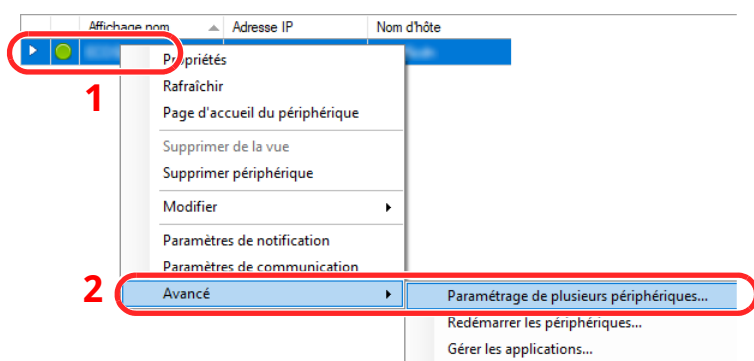 Affichage nom Adresse IP Nom d'hôte
1
Propriétés
Rafraîchir
Page d'accueil du périphérique
Supprimer de la vue
Supprimer périphérique
Modifier
Paramètres de notification
Paramètres de communication
2
Avancé
Paramétrage de plusieurs périphériques...
Redémarrer les périphériques...
Gérer les applications...